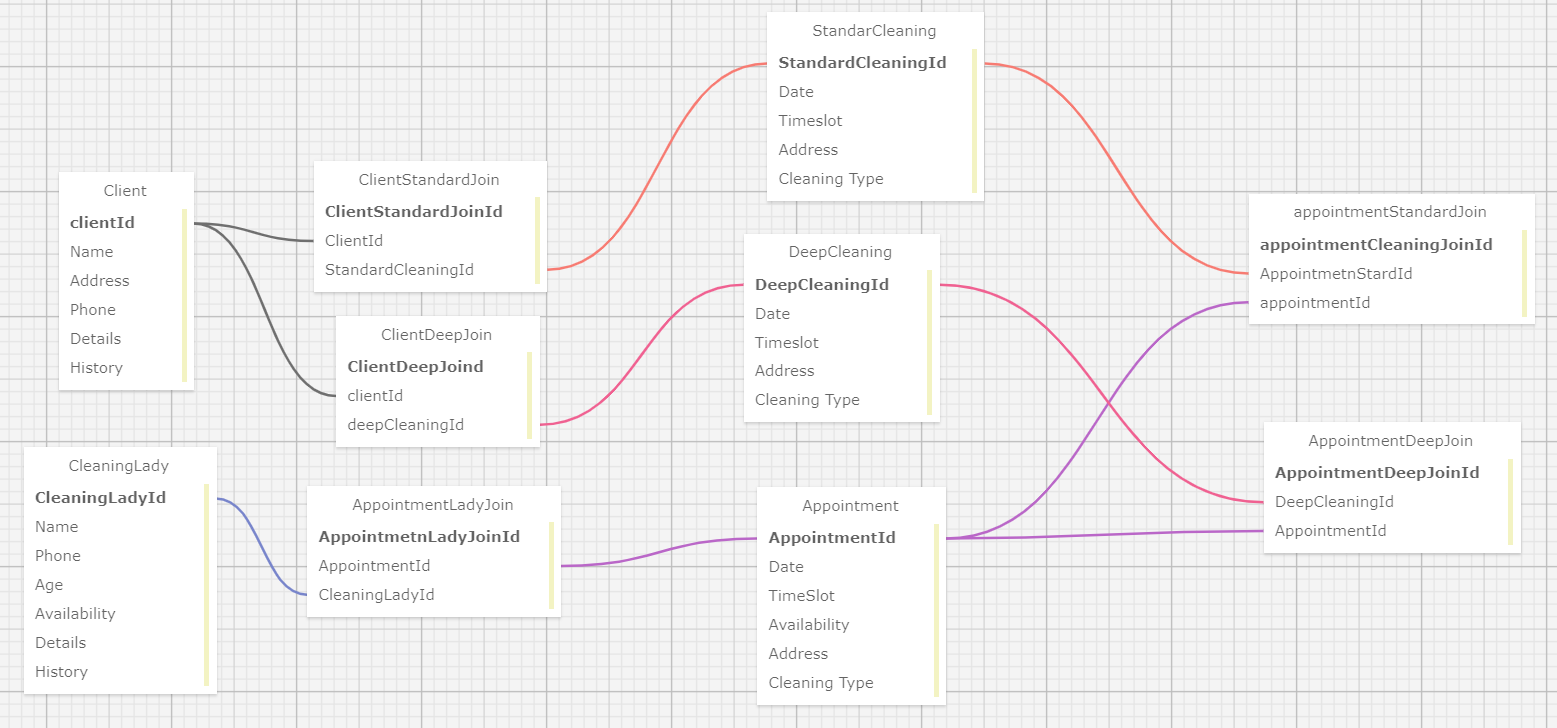 StandarCleaning
StandardCleaningId
Date
Timeslot
Address
Cleaning Type
Client
clientId
Name
Address
Phone
Details
History
ClientStandardJoin
ClientStandardJoinId
ClientId
StandardCleaningId
appointmentStandardJoin
appointmentCleaningJoinId
AppointmetnStardId
appointmentId
DeepCleaning
DeepCleaningId
Date
Timeslot
Address
Cleaning Type
ClientDeepJoin
ClientDeepJoind
clientId
deepCleaningId
AppointmentDeepJoin
AppointmentDeepJoinId
DeepCleaningId
AppointmentId
CleaningLady
CleaningLadyId
Name
Phone
Age
Availability
Details
History
AppointmentLadyJoin
AppointmetnLadyJoinId
AppointmentId
CleaningLadyId
Appointment
AppointmentId
Date
TimeSlot
Availability
Address
Cleaning Type